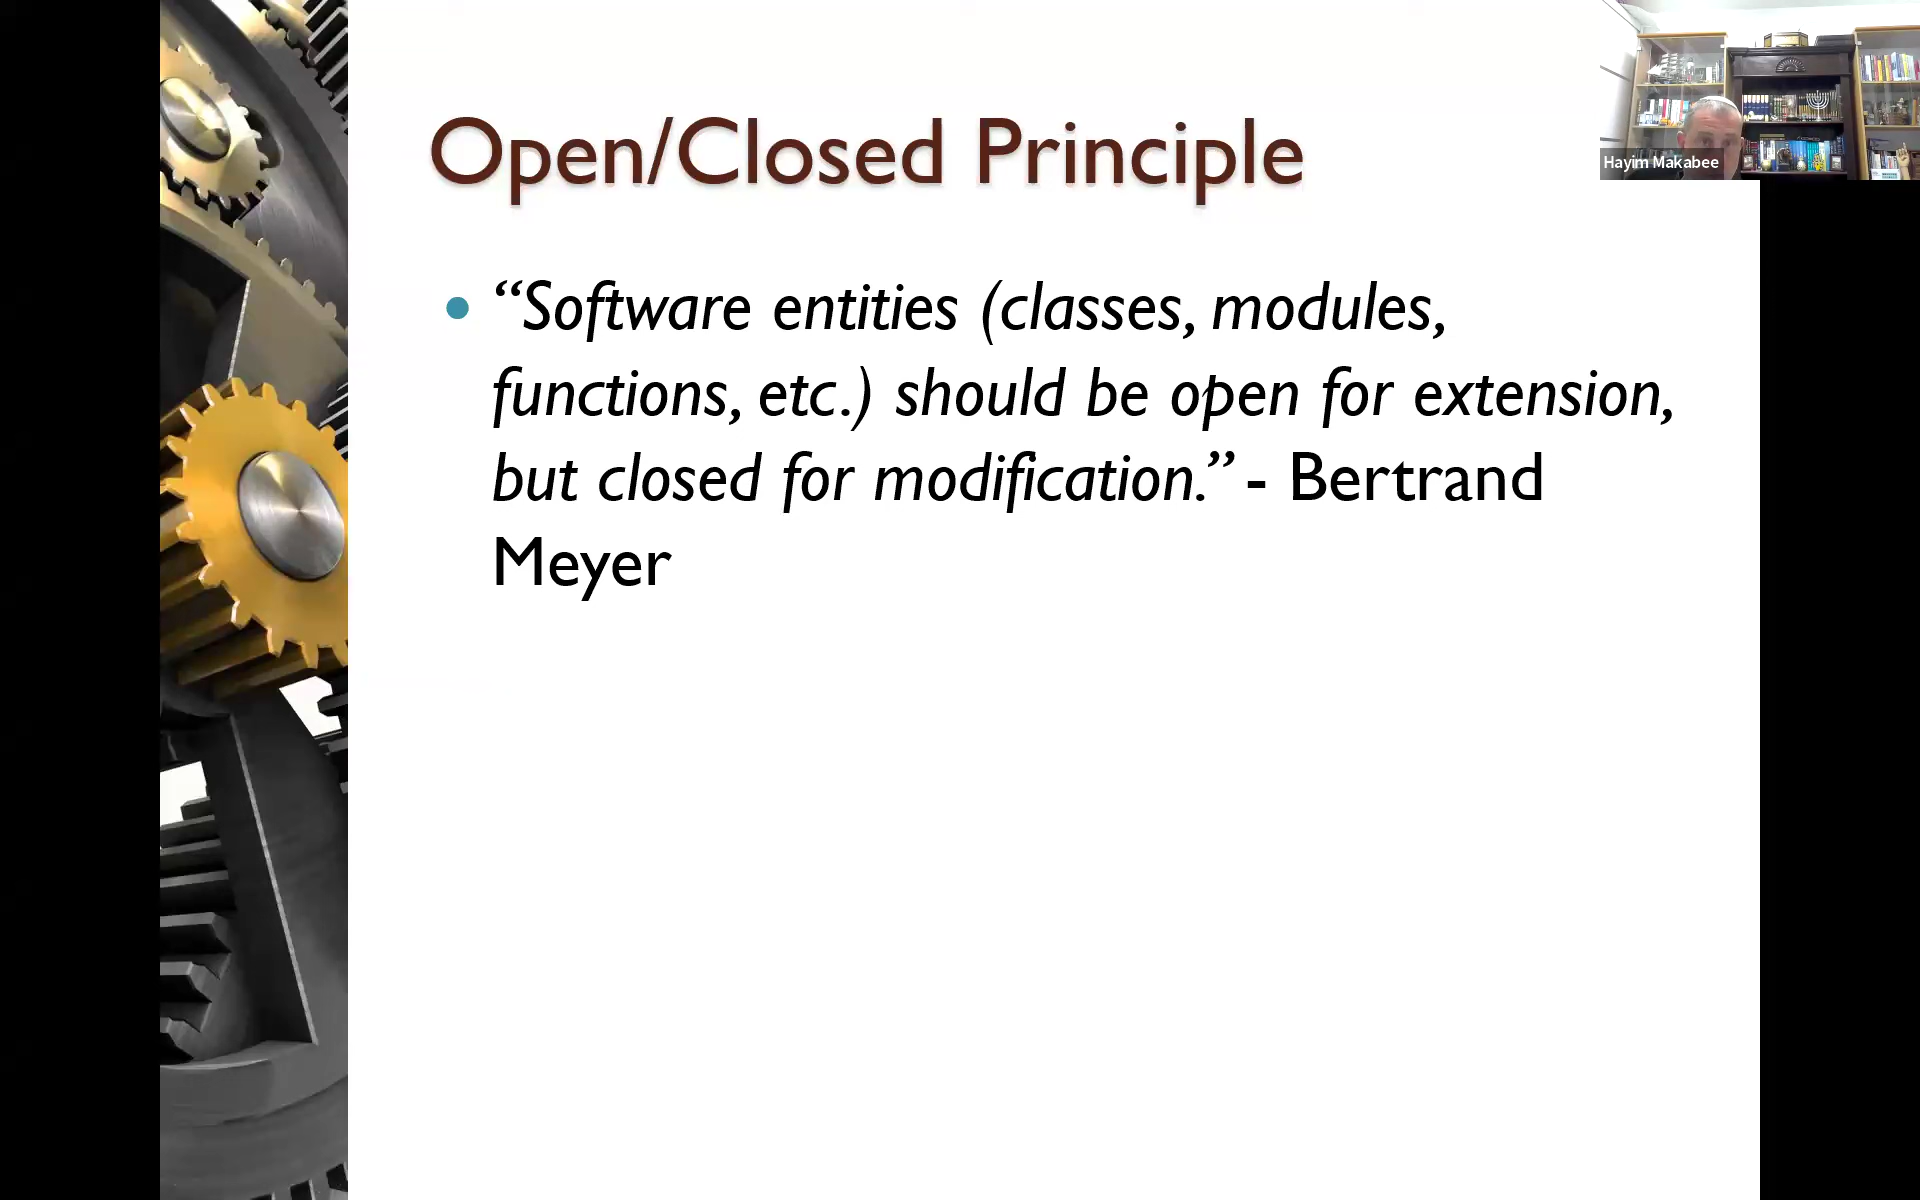 Open/Closed Principle
• “Software entities (classes, modules,
functions, etc.) should be open for extension,
but closed for modification.” - Bertrand
Meyer
Hayim Makabee